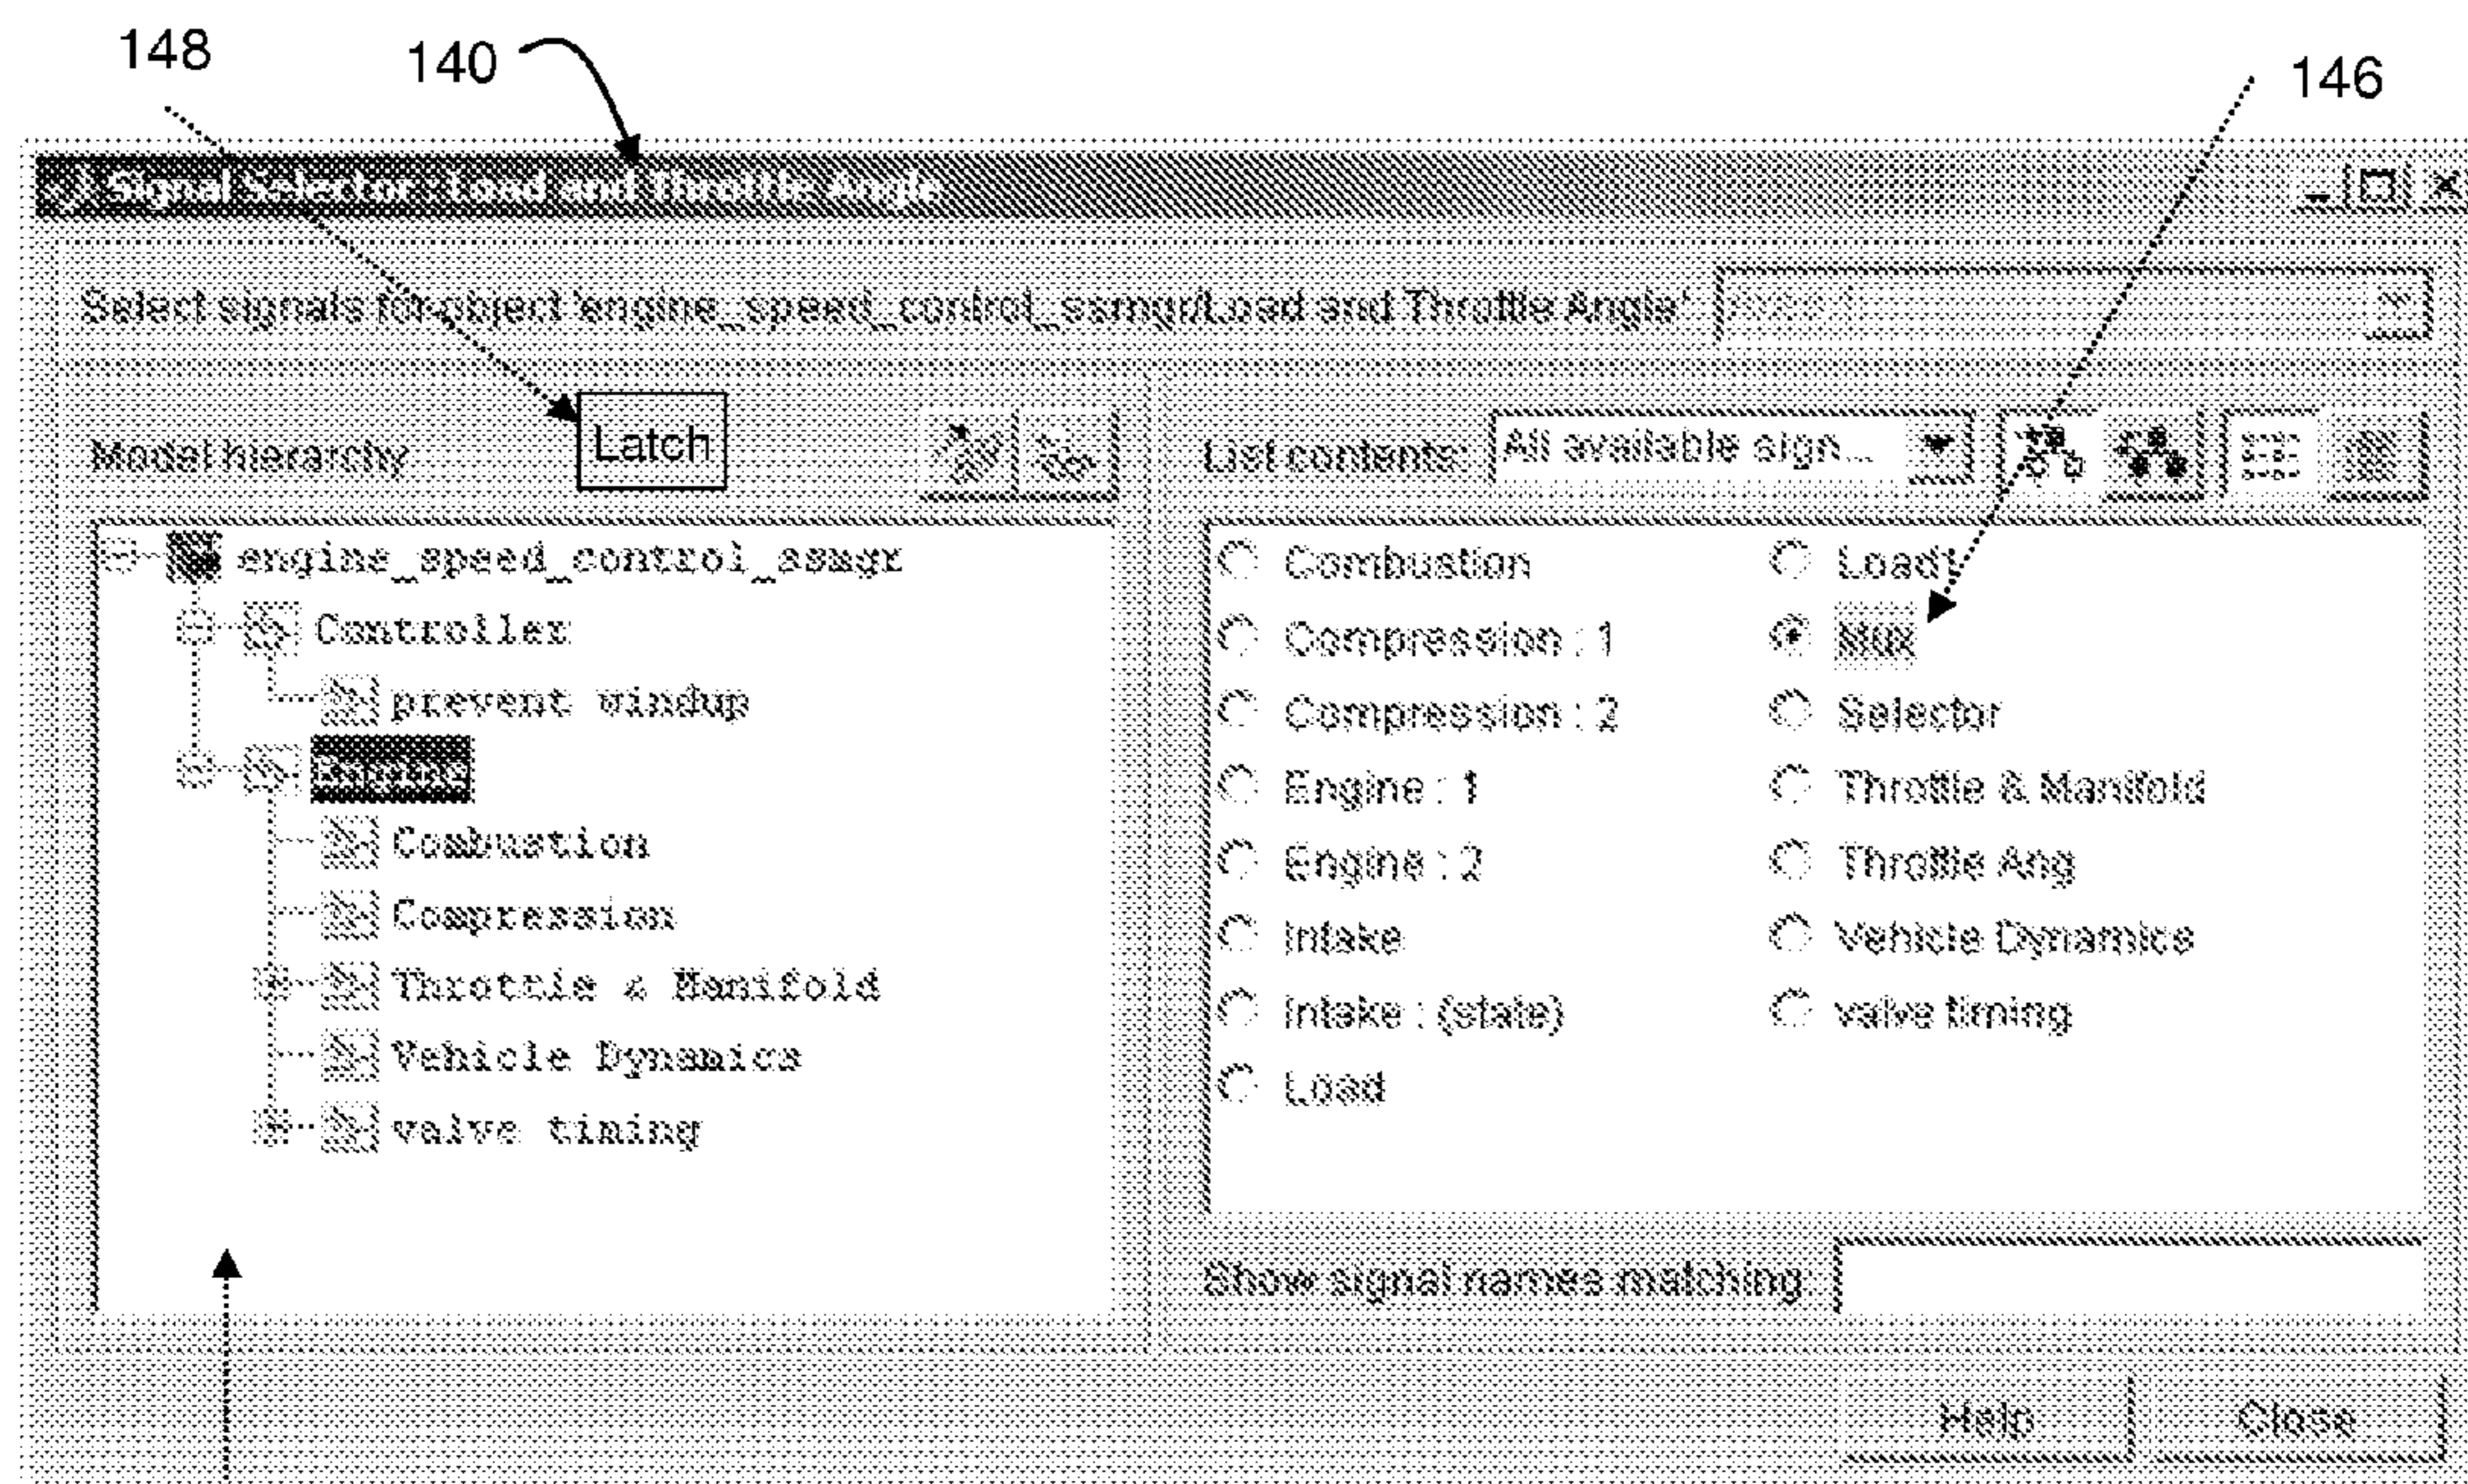 148 140 146
Signal Selector : Load and Throttle Angle
Select signals for object 'engine_speed_control_ssmgr/Load and Throttle Angle'
Model hierarchy Latch List contents: All available sign...
engine_speed_control_ssmgr
Controller
prevent windup
Engine
Combustion
Compression
Throttle & Manifold
Vehicle Dynamics
valve timing
Combustion
Compression : 1
Compression : 2
Engine : 1
Engine : 2
Intake
Intake : (state)
Load
Load1
Mux
Selector
Throttle & Manifold
Throttle Ang
Vehicle Dynamics
valve timing
Show signal names matching:
Help Close